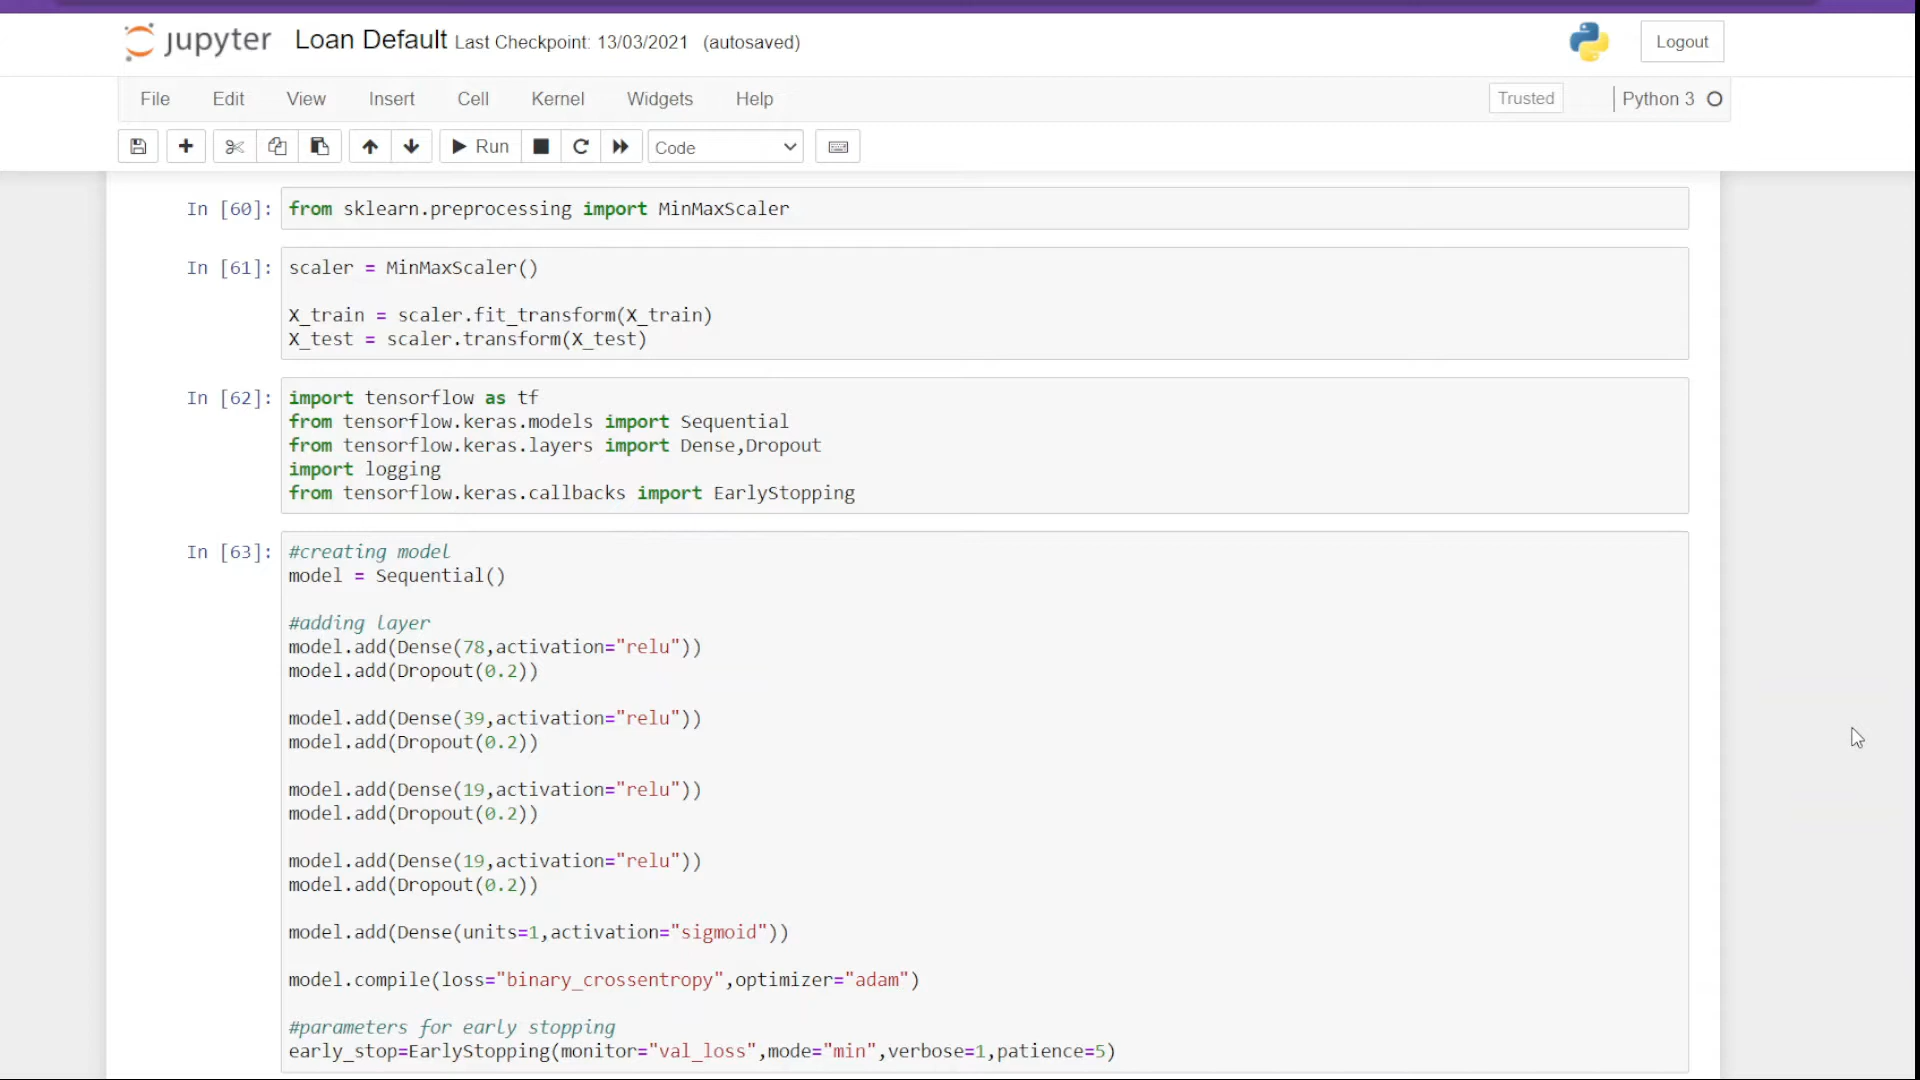 jupyter Loan Default Last Checkpoint: 13/03/2021 (autosaved) Logout
File Edit View Insert Cell Kernel Widgets Help Trusted Python 3
Run Code
In [60]: from sklearn.preprocessing import MinMaxScaler
In [61]: scaler = MinMaxScaler()
X_train = scaler.fit_transform(X_train)
X_test = scaler.transform(X_test)
In [62]: import tensorflow as tf
from tensorflow.keras.models import Sequential
from tensorflow.keras.layers import Dense,Dropout
import logging
from tensorflow.keras.callbacks import EarlyStopping
In [63]: #creating model
model = Sequential()
#adding layer
model.add(Dense(78,activation="relu"))
model.add(Dropout(0.2))
model.add(Dense(39,activation="relu"))
model.add(Dropout(0.2))
model.add(Dense(19,activation="relu"))
model.add(Dropout(0.2))
model.add(Dense(19,activation="relu"))
model.add(Dropout(0.2))
model.add(Dense(units=1,activation="sigmoid"))
model.compile(loss="binary_crossentropy",optimizer="adam")
#parameters for early stopping
early_stop=EarlyStopping(monitor="val_loss",mode="min",verbose=1,patience=5)